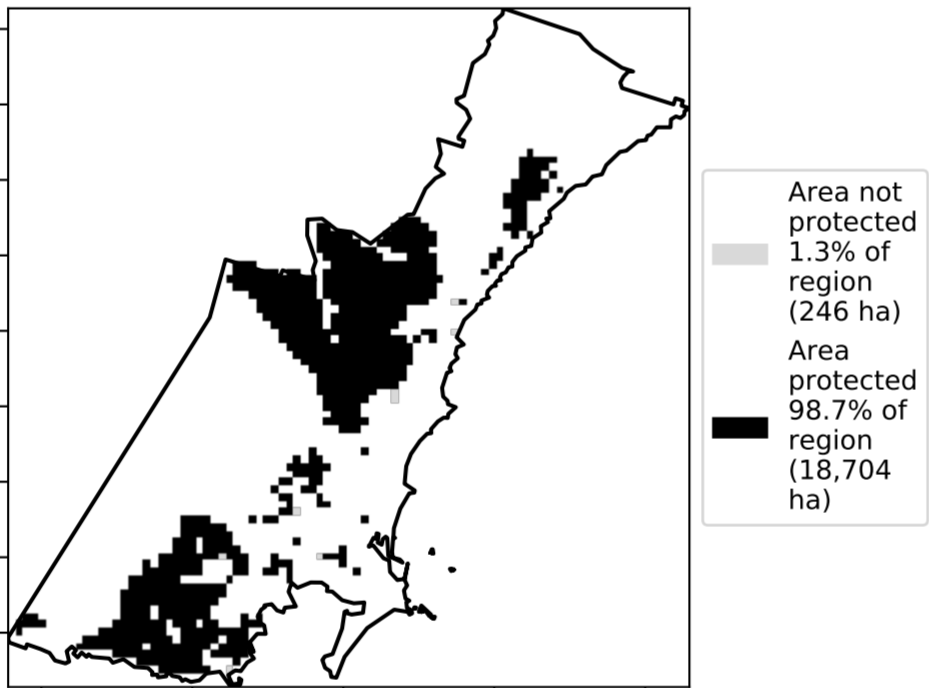 Area not
protected
1.3% of
region
(246 ha)
Area
protected
98.7% of
region
(18,704
ha)